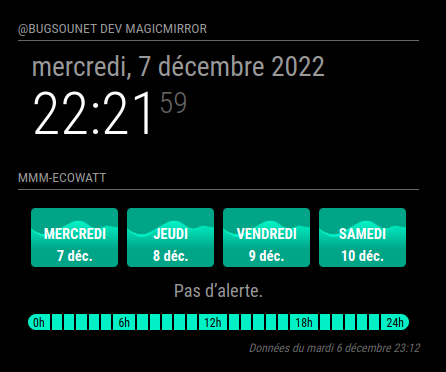 @BUGSOUNET DEV MAGICMIRROR
mercredi, 7 décembre 2022
22:21 59
MMM-ECOWATT
MERCREDI JEUDI VENDREDI SAMEDI
7 déc. 8 déc. 9 déc. 10 déc.
Pas d’alerte.
0h 6h 12h 18h 24h
Données du mardi 6 décembre 23:12